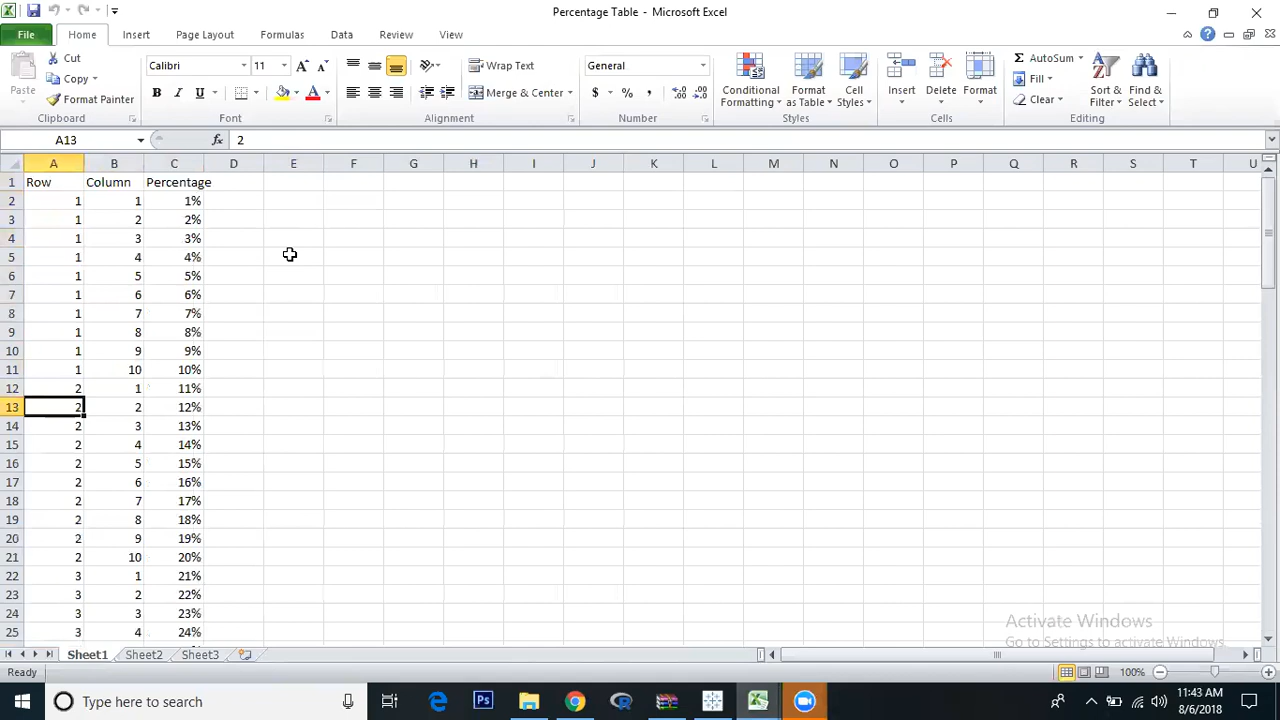 Percentage Table - Microsoft Excel
File Home Insert Page Layout Formulas Data Review View
Paste Cut Copy Format Painter Clipboard
Calibri 11 B I U A Font
Wrap Text Merge & Center Alignment
General $ % , Number
Conditional Formatting Format as Table Cell Styles Styles
Insert Delete Format Cells
AutoSum Fill Clear Sort & Filter Find & Select Editing
A13 fx 2
A B C D E F G H I J K L M N O P Q R S T U
1 Row Column Percentage
2 1 1 1%
3 1 2 2%
4 1 3 3%
5 1 4 4%
6 1 5 5%
7 1 6 6%
8 1 7 7%
9 1 8 8%
10 1 9 9%
11 1 10 10%
12 2 1 11%
13 2 2 12%
14 2 3 13%
15 2 4 14%
16 2 5 15%
17 2 6 16%
18 2 7 17%
19 2 8 18%
20 2 9 19%
21 2 10 20%
22 3 1 21%
23 3 2 22%
24 3 3 23%
25 3 4 24%
Activate Windows
Go to Settings to activate Windows.
Sheet1 Sheet2 Sheet3
Ready 100%
Type here to search
11:43 AM
8/6/2018